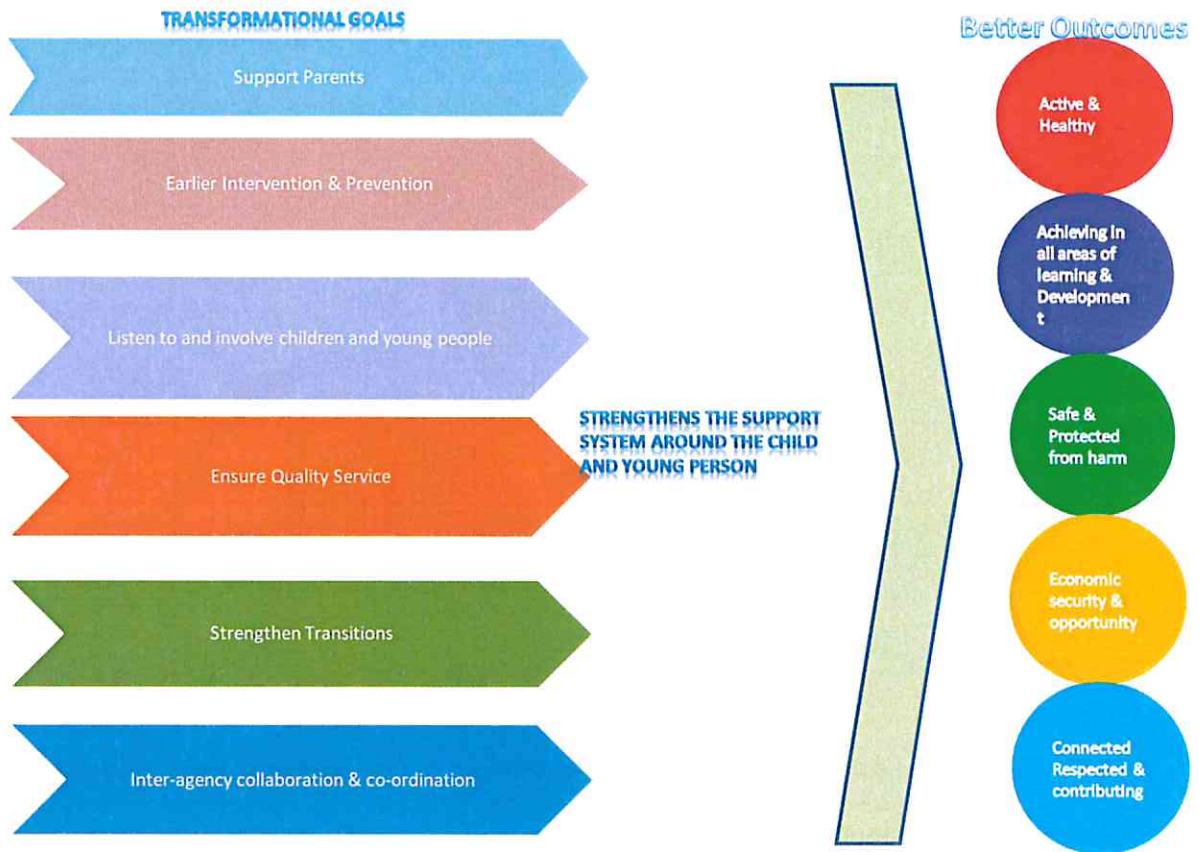 TRANSFORMATIONAL GOALS
Support Parents
Earlier Intervention & Prevention
Listen to and involve children and young people
Ensure Quality Service
Strengthen Transitions
Inter-agency collaboration & co-ordination
STRENGTHENS THE SUPPORT
SYSTEM AROUND THE CHILD
AND YOUNG PERSON
Better Outcomes
Active &
Healthy
Achieving in
all areas of
learning &
Developmen
t
Safe &
Protected
from harm
Economic
security &
opportunity
Connected
Respected &
contributing